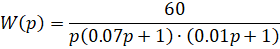 W(p) = 60 / p(0.07p + 1) · (0.01p + 1)